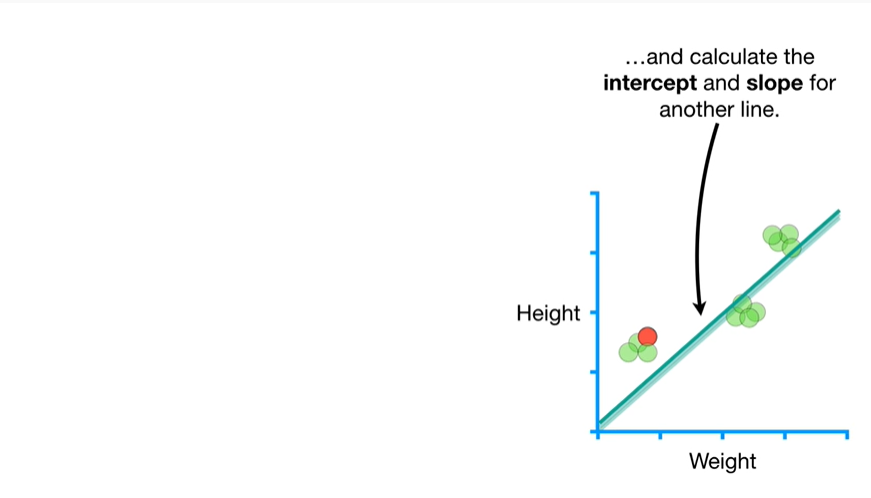 ...and calculate the
intercept and slope for
another line.
Height
Weight